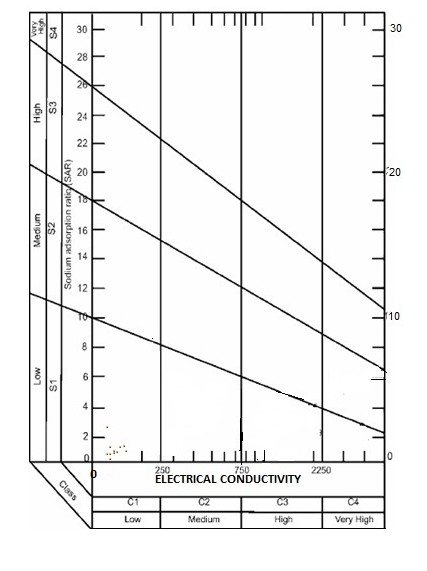 Very High
S4
High
S3
Medium
S2
Low
S1
Sodium adsorption ratio (SAR)
30
28
26
24
22
20
18
16
14
12
10
8
6
4
2
0
30
20
10
0
0 250 750 2250
ELECTRICAL CONDUCTIVITY
Class
C1 C2 C3 C4
Low Medium High Very High